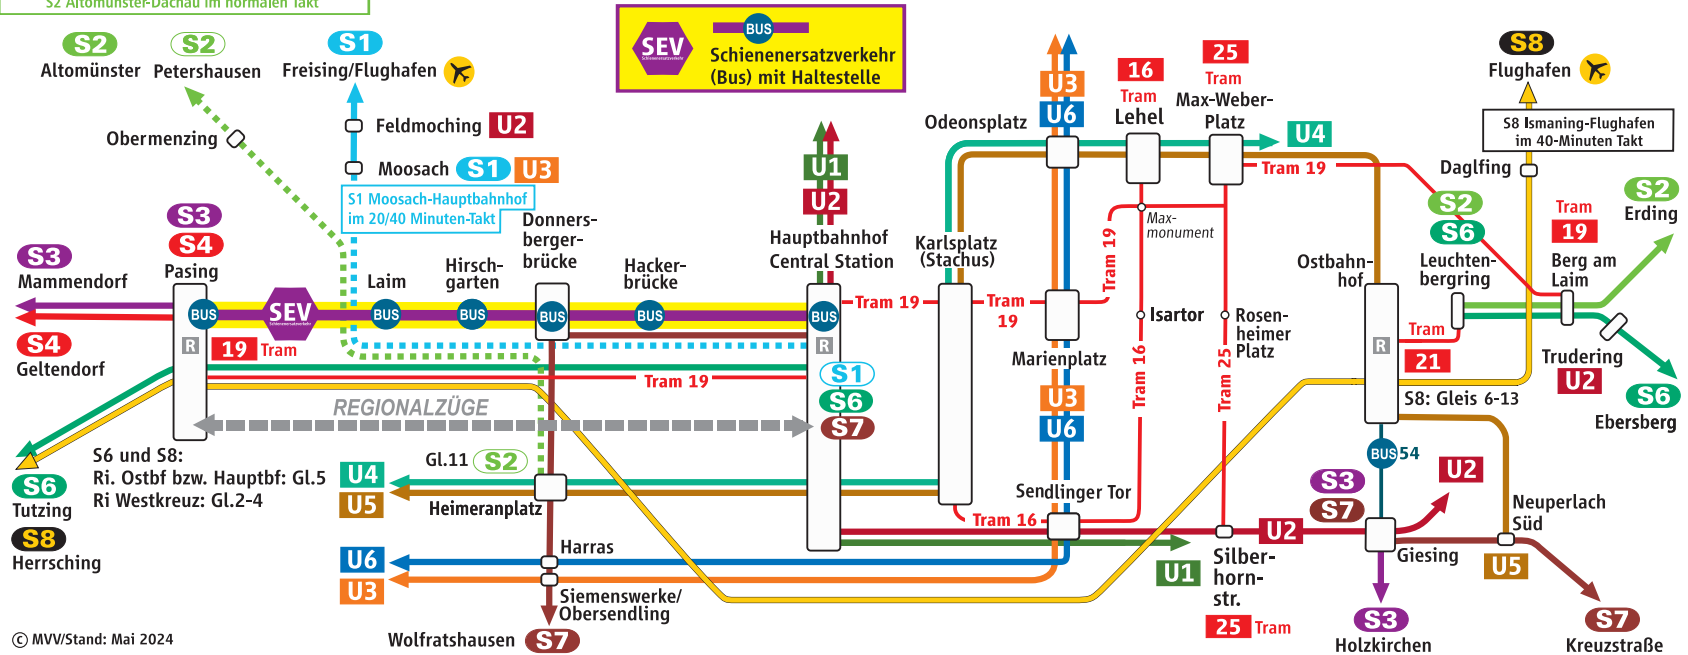 S2 Altomünster-Dachau im normalen Takt
S2
Altomünster
S2
Petershausen
S1
Freising/Flughafen
Obermenzing
Feldmoching U2
Moosach S1 U3
S1 Moosach-Hauptbahnhof
im 20/40 Minuten-Takt
SEV
Schienenersatzverkehr
BUS
Schienenersatzverkehr
(Bus) mit Haltestelle
U3
U6
16
Tram
Lehel
25
Tram
Max-Weber-
Platz
Odeonsplatz
U4
Tram 19
S8
Flughafen
S8 Ismaning-Flughafen
im 40-Minuten Takt
Daglfing
S2
Erding
S2
S6
Leuchten-
bergring
Tram
19
Berg am
Laim
Ostbahn-
hof
U1
U2
Hauptbahnhof
Central Station
Karlsplatz
(Stachus)
Max-
monument
Tram 19
S3
S4
Pasing
S3
Mammendorf
S4
Geltendorf
Donners-
berger-
brücke
Laim
Hirsch-
garten
Hacker-
brücke
BUS
SEV
Schienenersatzverkehr
BUS
BUS
BUS
BUS
BUS
Tram 19
Tram
19
R
19 Tram
R
Tram 19
S1
S6
S7
REGIONALZÜGE
Marienplatz
Isartor
Rosen-
heimer
Platz
Tram 16
Tram 25
U3
U6
R
Tram
21
Trudering
U2
S6
Ebersberg
S8: Gleis 6-13
BUS 54
S6
Tutzing
S8
Herrsching
S6 und S8:
Ri. Ostbf bzw. Hauptbf: Gl.5
Ri Westkreuz: Gl.2-4
Gl.11 S2
U4
U5
Heimeranplatz
Sendlinger Tor
Tram 16
S3
S7
U2
U2
Neuperlach
Süd
U5
Giesing
U6
U3
Harras
Siemenswerke/
Obersendling
Wolfratshausen S7
U1
Silber-
horn-
str.
25 Tram
S3
Holzkirchen
S7
Kreuzstraße
© MVV/Stand: Mai 2024